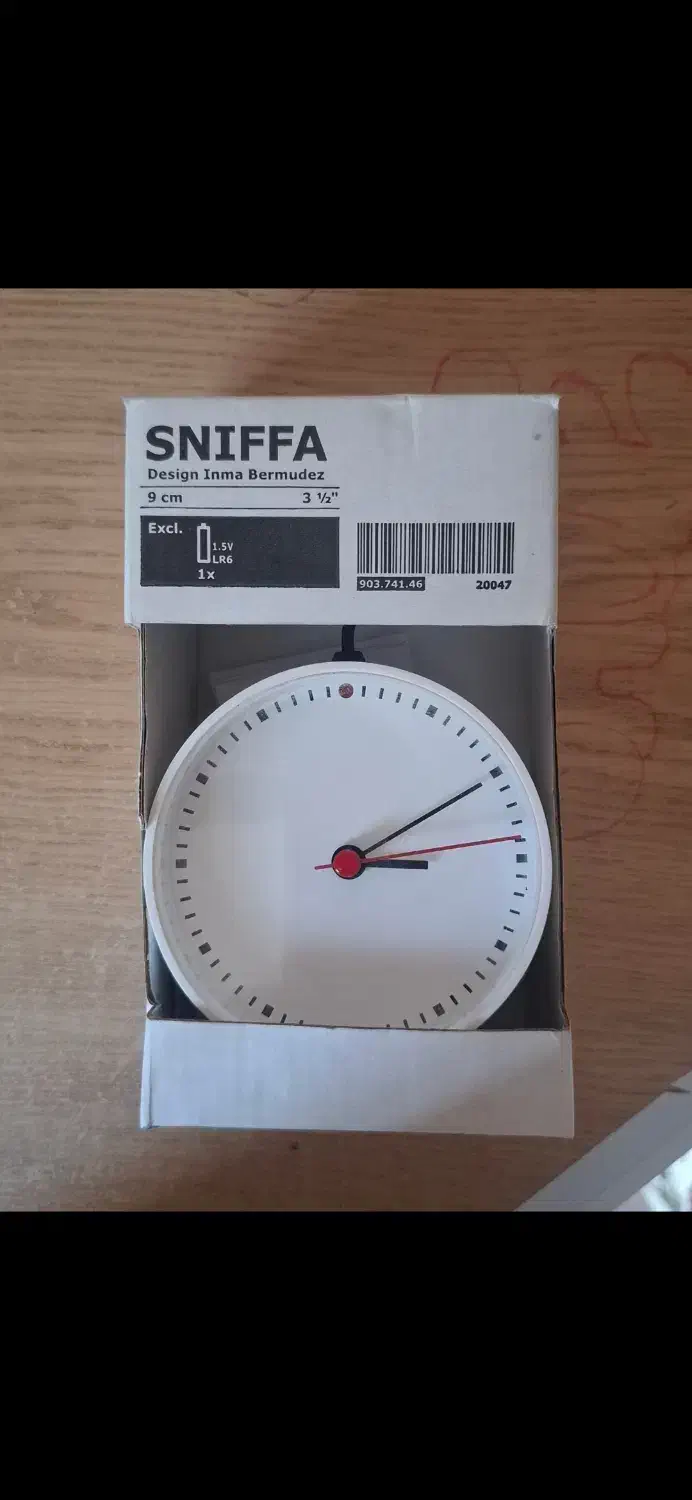 SNIFFA
Design Inma Bermudez
9 cm 3 ½"
Excl.
1.5V
LR6
1x
903.741.46 20047